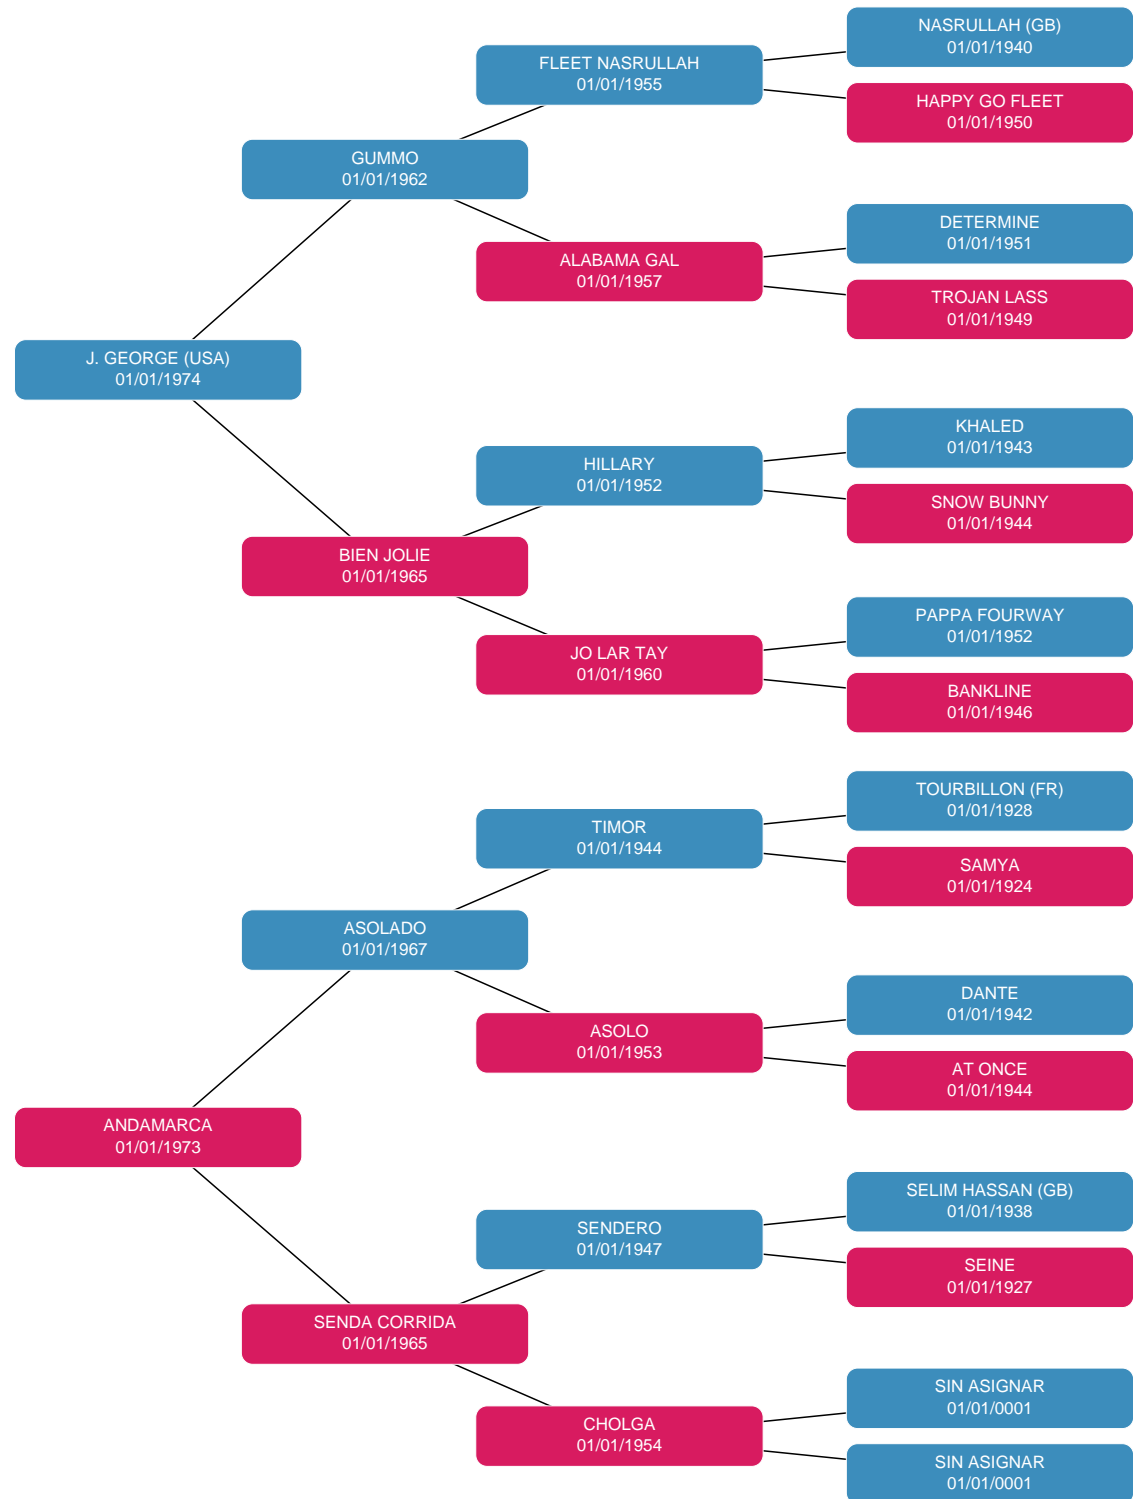 NASRULLAH (GB)
01/01/1940
FLEET NASRULLAH
01/01/1955
HAPPY GO FLEET
01/01/1950
GUMMO
01/01/1962
DETERMINE
01/01/1951
ALABAMA GAL
01/01/1957
TROJAN LASS
01/01/1949
J. GEORGE (USA)
01/01/1974
KHALED
01/01/1943
HILLARY
01/01/1952
SNOW BUNNY
01/01/1944
BIEN JOLIE
01/01/1965
PAPPA FOURWAY
01/01/1952
JO LAR TAY
01/01/1960
BANKLINE
01/01/1946
TOURBILLON (FR)
01/01/1928
TIMOR
01/01/1944
SAMYA
01/01/1924
ASOLADO
01/01/1967
DANTE
01/01/1942
ASOLO
01/01/1953
AT ONCE
01/01/1944
ANDAMARCA
01/01/1973
SELIM HASSAN (GB)
01/01/1938
SENDERO
01/01/1947
SEINE
01/01/1927
SENDA CORRIDA
01/01/1965
SIN ASIGNAR
01/01/0001
CHOLGA
01/01/1954
SIN ASIGNAR
01/01/0001